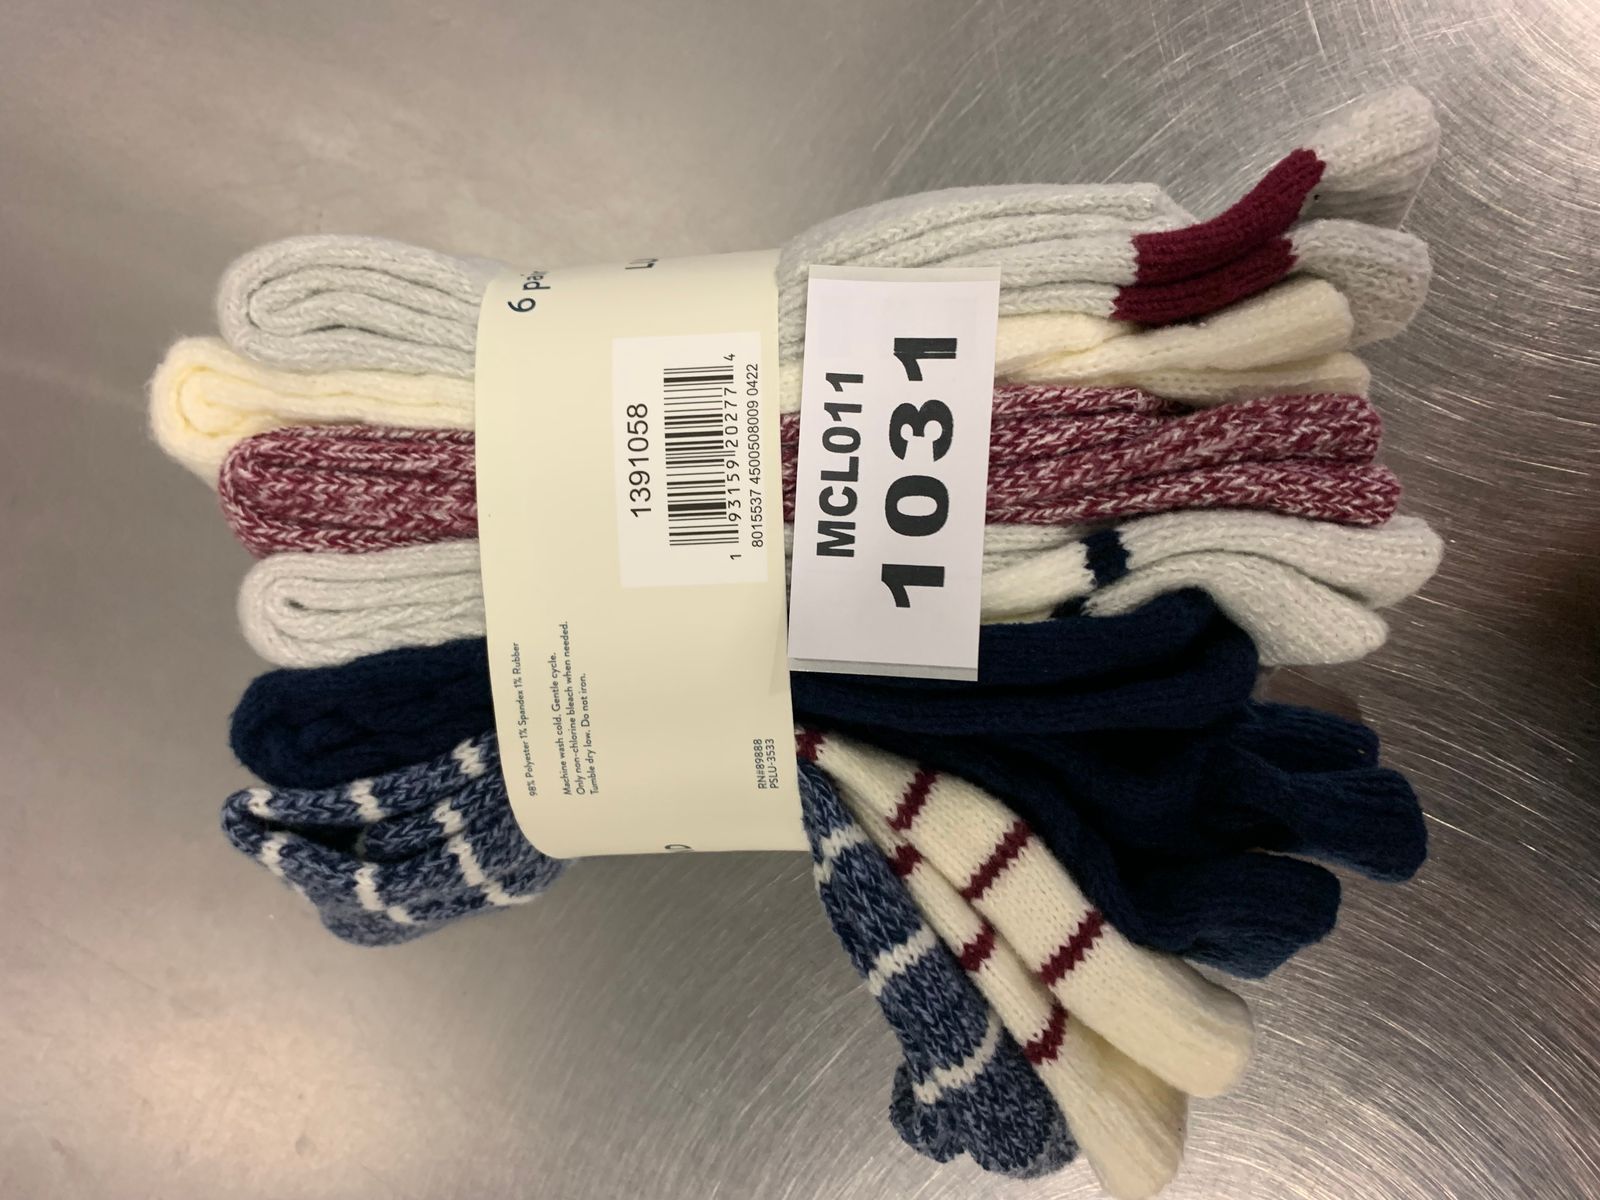 6 pai
Lu
1391058
1 93159 20277 4
8015537 4500508009 0422
MCL011
1031
98% Polyester 1% Spandex 1% Rubber
Machine wash cold. Gentle cycle.
Only non-chlorine bleach when needed.
Tumble dry low. Do not iron.
RN#89888
PSLU-3533
D